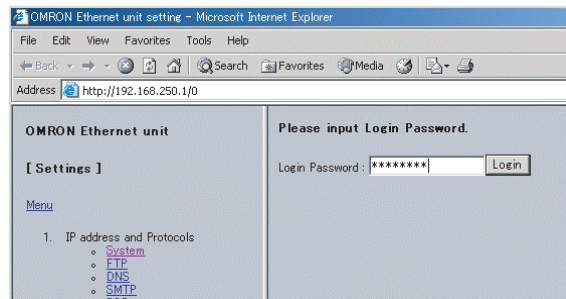 OMRON Ethernet unit setting - Microsoft Internet Explorer
File Edit View Favorites Tools Help
Back Search Favorites Media
Address http://192.168.250.1/0
OMRON Ethernet unit
[ Settings ]
Menu
1. IP address and Protocols
System
FTP
DNS
SMTP
Please input Login Password.
Login Password : ******** Login